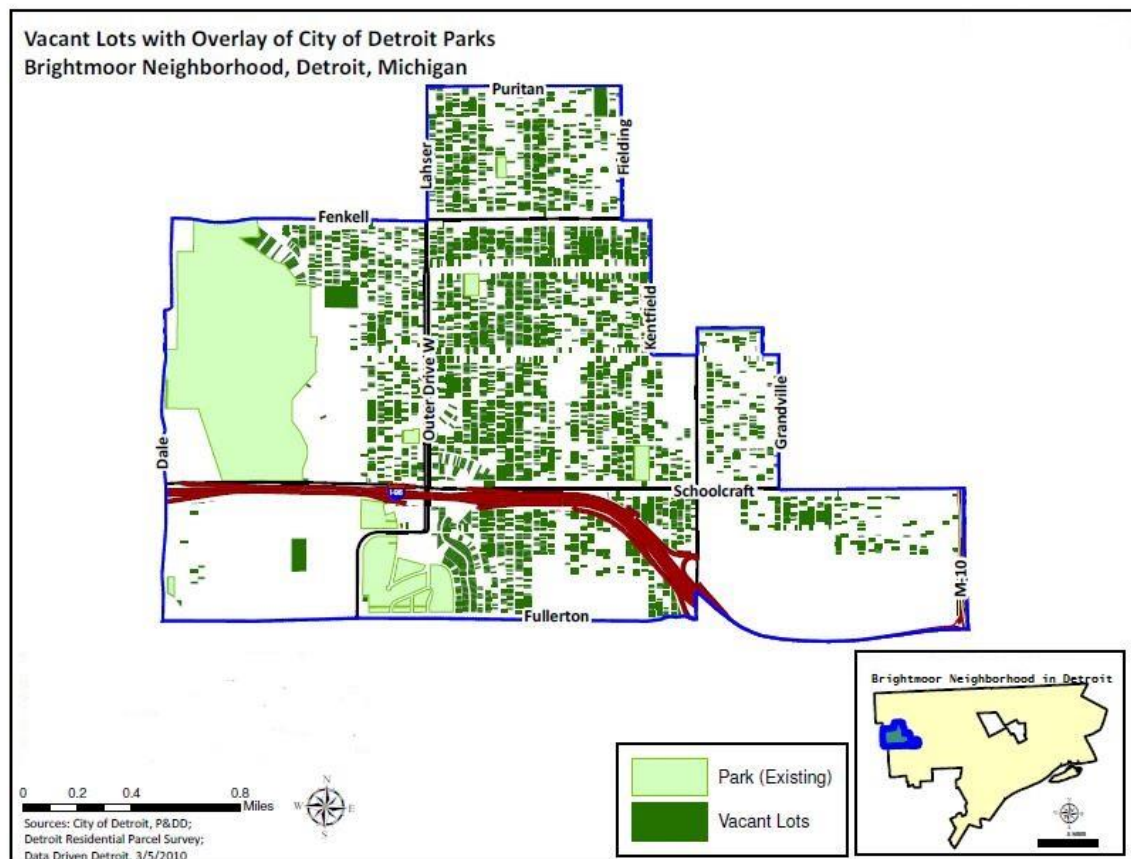 Vacant Lots with Overlay of City of Detroit Parks
Brightmoor Neighborhood, Detroit, Michigan
Puritan
Lahser
Fielding
Fenkell
Kentfield
Outer Drive W
Grandville
Dale
I-96
Schoolcraft
M-10
Fullerton
Brightmoor Neighborhood in Detroit
N
W
E
S
Park (Existing)
Vacant Lots
0 0.2 0.4 0.8
Miles
Sources: City of Detroit, P&DD;
Detroit Residential Parcel Survey;
Data Driven Detroit, 3/5/2010